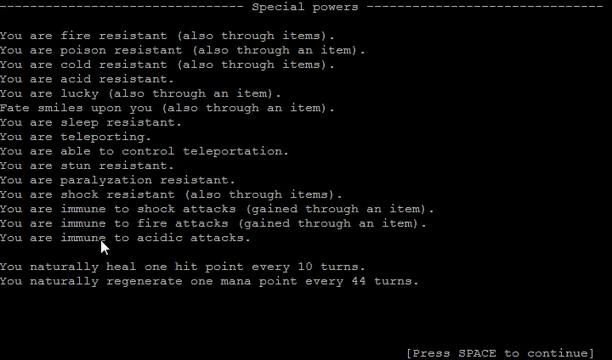 -------------------------------- Special powers -------------------------------
You are fire resistant (also through items).
You are poison resistant (also through an item).
You are cold resistant (also through items).
You are acid resistant.
You are lucky (also through an item).
Fate smiles upon you (also through an item).
You are sleep resistant.
You are teleporting.
You are able to control teleportation.
You are stun resistant.
You are paralyzation resistant.
You are shock resistant (also through items).
You are immune to shock attacks (gained through an item).
You are immune to fire attacks (gained through an item).
You are immune to acidic attacks.
You naturally heal one hit point every 10 turns.
You naturally regenerate one mana point every 44 turns.
[Press SPACE to continue]